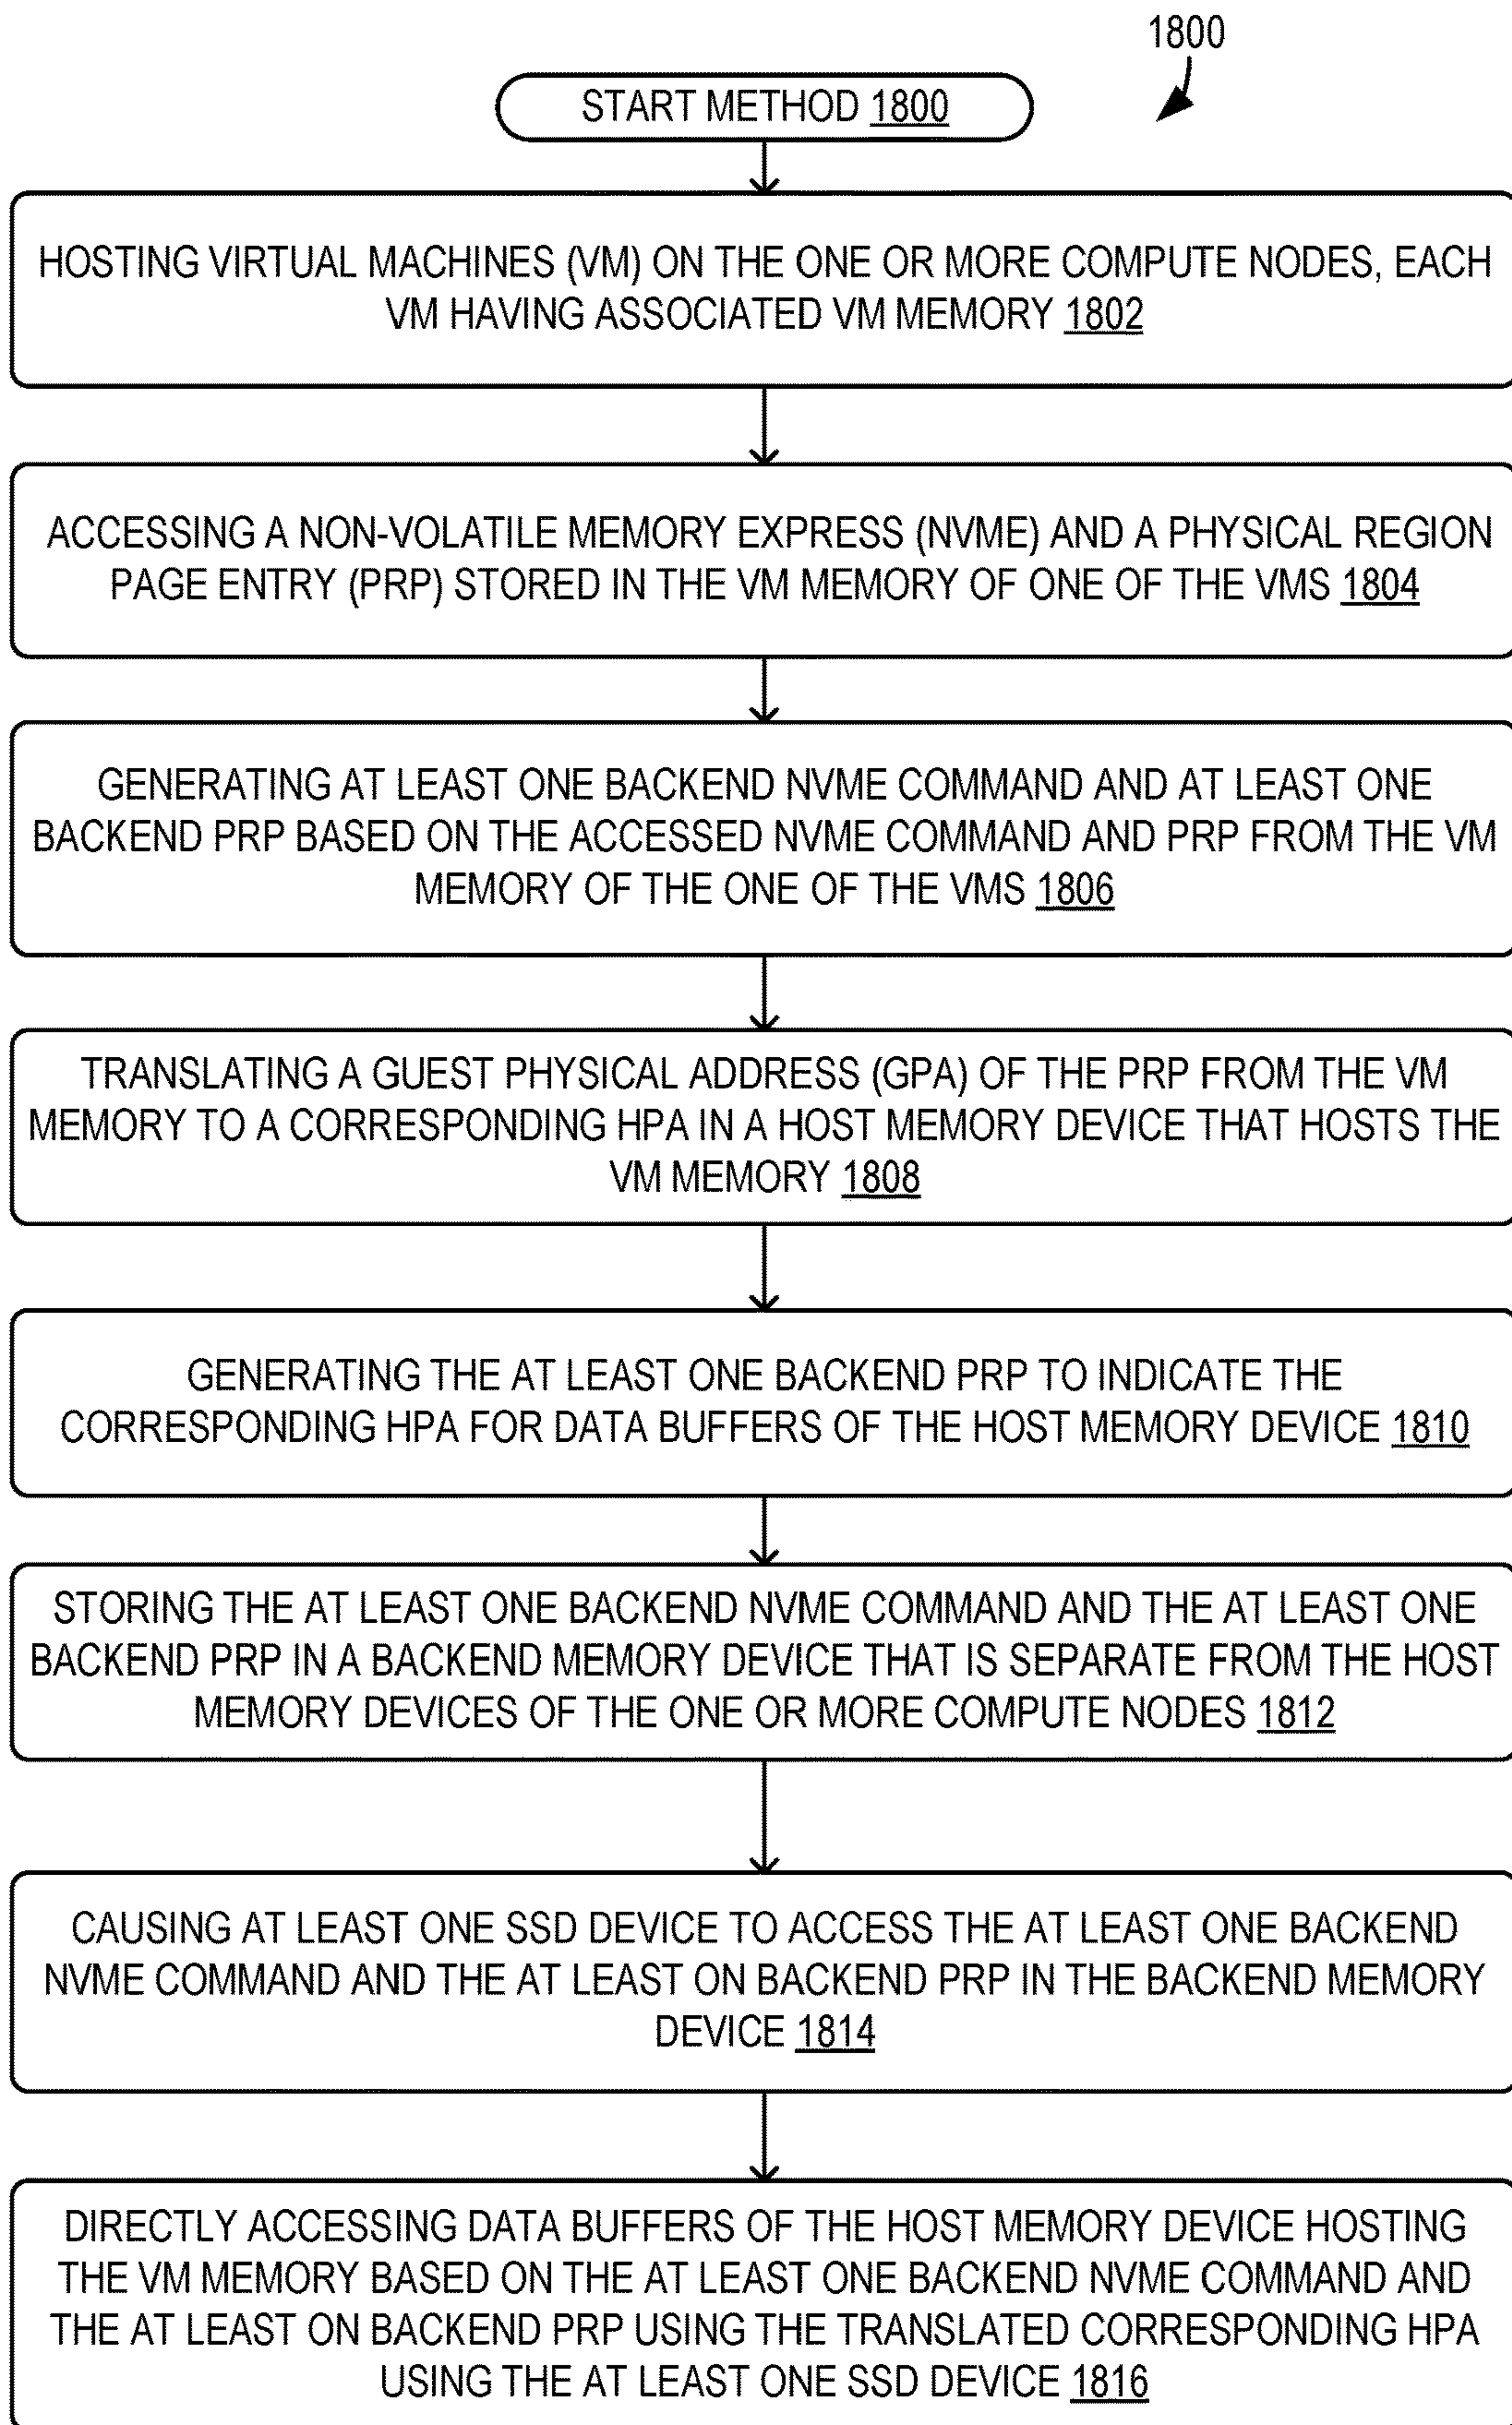 1800
START METHOD 1800
HOSTING VIRTUAL MACHINES (VM) ON THE ONE OR MORE COMPUTE NODES, EACH
VM HAVING ASSOCIATED VM MEMORY 1802
ACCESSING A NON-VOLATILE MEMORY EXPRESS (NVME) AND A PHYSICAL REGION
PAGE ENTRY (PRP) STORED IN THE VM MEMORY OF ONE OF THE VMS 1804
GENERATING AT LEAST ONE BACKEND NVME COMMAND AND AT LEAST ONE
BACKEND PRP BASED ON THE ACCESSED NVME COMMAND AND PRP FROM THE VM
MEMORY OF THE ONE OF THE VMS 1806
TRANSLATING A GUEST PHYSICAL ADDRESS (GPA) OF THE PRP FROM THE VM
MEMORY TO A CORRESPONDING HPA IN A HOST MEMORY DEVICE THAT HOSTS THE
VM MEMORY 1808
GENERATING THE AT LEAST ONE BACKEND PRP TO INDICATE THE
CORRESPONDING HPA FOR DATA BUFFERS OF THE HOST MEMORY DEVICE 1810
STORING THE AT LEAST ONE BACKEND NVME COMMAND AND THE AT LEAST ONE
BACKEND PRP IN A BACKEND MEMORY DEVICE THAT IS SEPARATE FROM THE HOST
MEMORY DEVICES OF THE ONE OR MORE COMPUTE NODES 1812
CAUSING AT LEAST ONE SSD DEVICE TO ACCESS THE AT LEAST ONE BACKEND
NVME COMMAND AND THE AT LEAST ON BACKEND PRP IN THE BACKEND MEMORY
DEVICE 1814
DIRECTLY ACCESSING DATA BUFFERS OF THE HOST MEMORY DEVICE HOSTING
THE VM MEMORY BASED ON THE AT LEAST ONE BACKEND NVME COMMAND AND
THE AT LEAST ON BACKEND PRP USING THE TRANSLATED CORRESPONDING HPA
USING THE AT LEAST ONE SSD DEVICE 1816